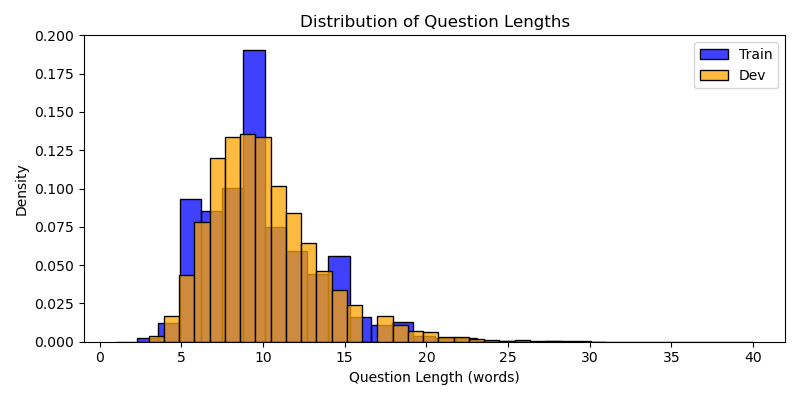 Distribution of Question Lengths
Train
Dev
0.200
0.175
0.150
0.125
0.100
0.075
0.050
0.025
0.000
Density
0 5 10 15 20 25 30 35 40
Question Length (words)